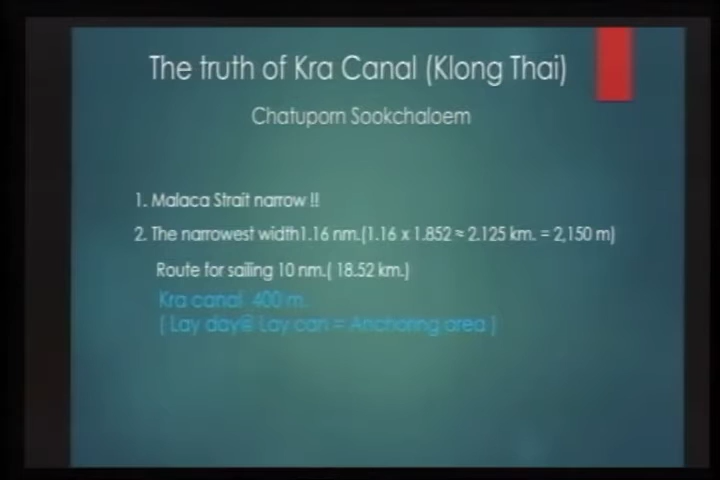 The truth of Kra Canal (Klong Thai)
Chatuporn Sookchaloem
1. Malaca Strait narrow !!
2. The narrowest width1.16 nm.(1.16 x 1.852 = 2.125 km. = 2,150 m)
Route for sailing 10 nm.( 18.52 km.)
Kra canal 400 m.
( Lay day@ Lay can = Anchoring area )